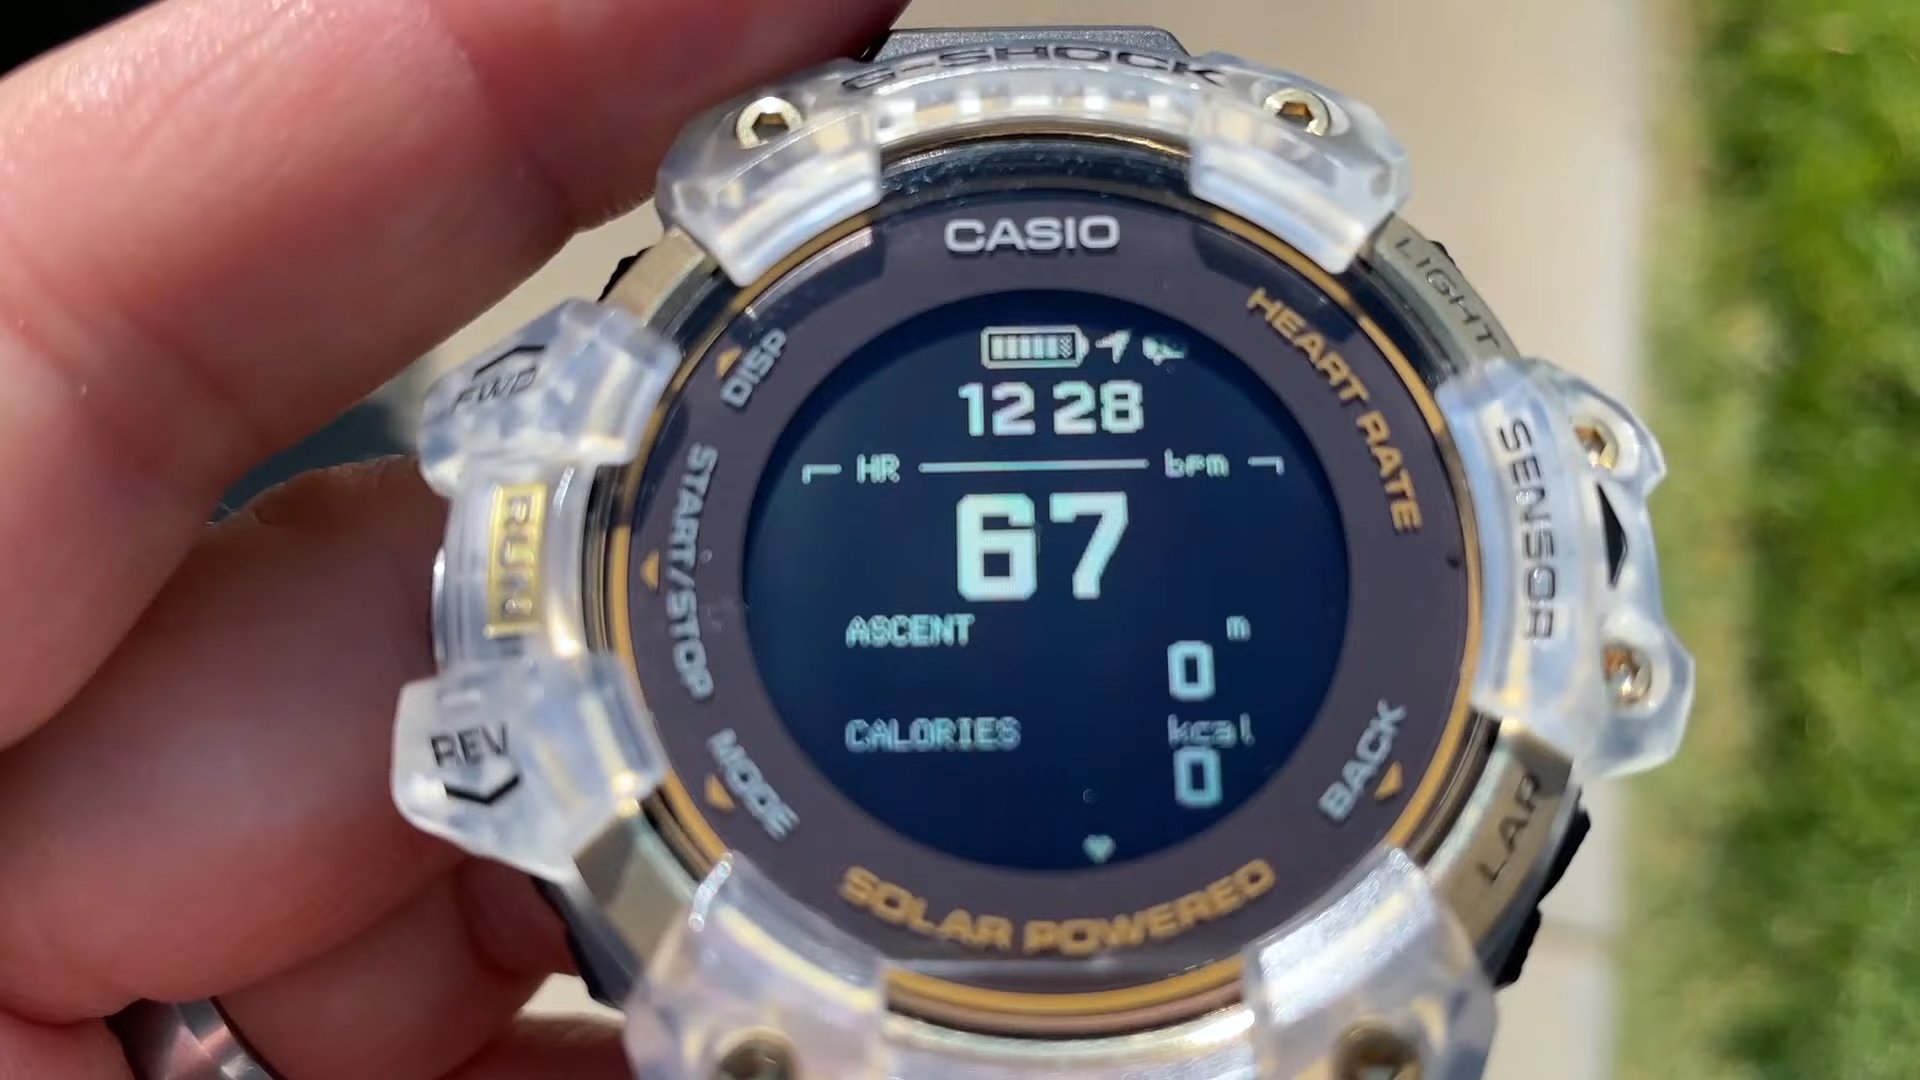 G-SHOCK
CASIO
LIGHT
HEART RATE
DISP
FWD
12 28
HR bpm
67
SENSOR
RUN
START/STOP
ASCENT m
0
CALORIES kcal
0
REV
MODE
BACK
LAP
SOLAR POWERED